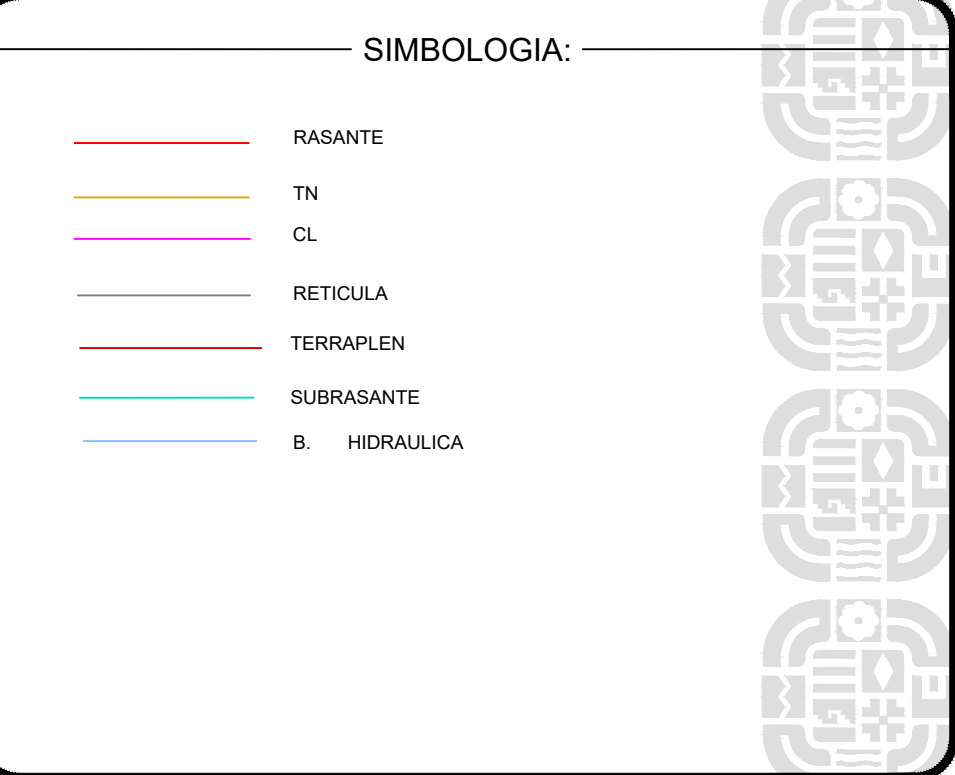 SIMBOLOGIA:
RASANTE
TN
CL
RETICULA
TERRAPLEN
SUBRASANTE
B. HIDRAULICA